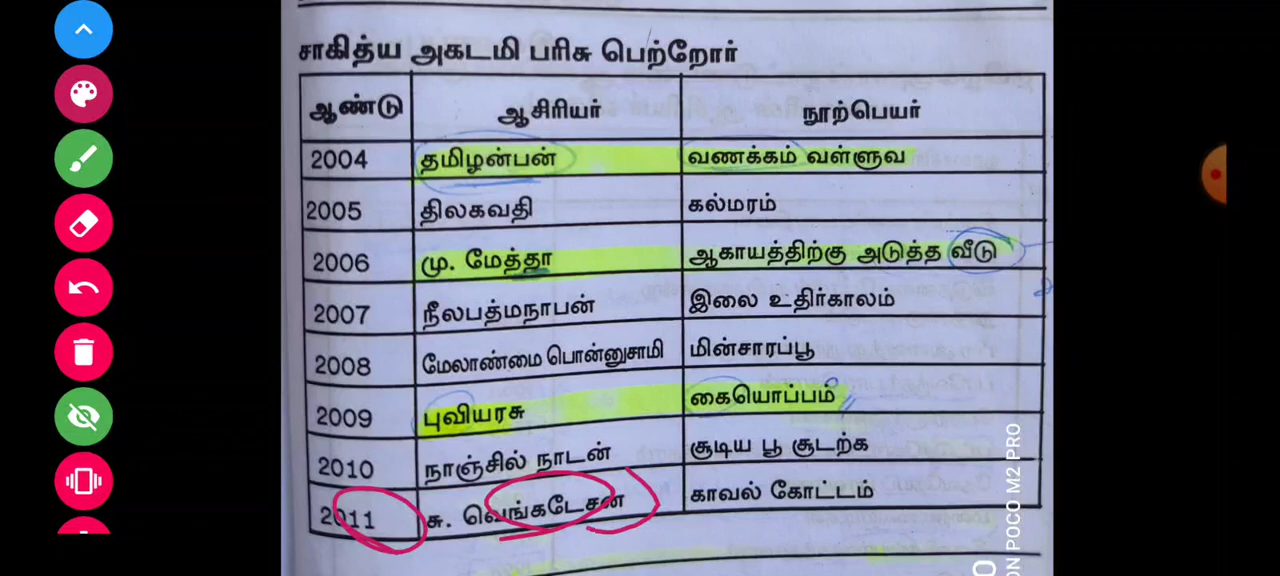 சாகித்ய அகடமி பரிசு பெற்றோர்
ஆண்டு ஆசிரியர் நூற்பெயர்
2004 தமிழன்பன் வணக்கம் வள்ளுவ
2005 திலகவதி கல்மரம்
2006 மு. மேத்தா ஆகாயத்திற்கு அடுத்த வீடு
2007 நீலபத்மநாபன் இலை உதிர்காலம்
2008 மேலாண்மை பொன்னுசாமி மின்சாரப்பூ
2009 புவியரசு கையொப்பம்
2010 நாஞ்சில் நாடன் சூடிய பூ சூடற்க
2011 சு. வெங்கடேசன் காவல் கோட்டம்
ON POCO M2 PRO